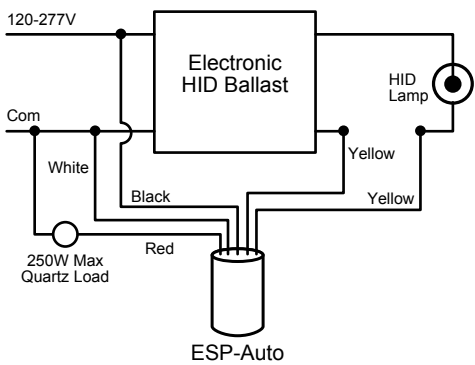 120-277V
Electronic
HID Ballast
HID
Lamp
Com
White
Yellow
Black
Yellow
Red
250W Max
Quartz Load
ESP-Auto